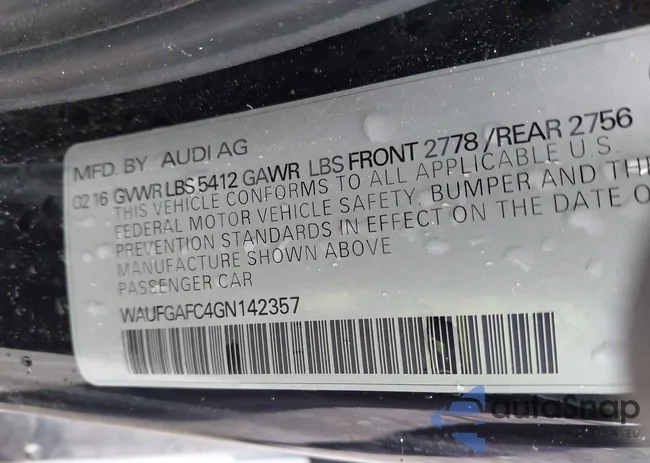 MFD. BY AUDI AG
02 16 GVWR LBS 5412 GAWR LBS FRONT 2778 /REAR 2756
THIS VEHICLE CONFORMS TO ALL APPLICABLE U.S.
FEDERAL MOTOR VEHICLE SAFETY, BUMPER AND
PREVENTION STANDARDS IN EFFECT ON THE DATE
MANUFACTURE SHOWN ABOVE
PASSENGER CAR
WAUFGAFC4GN142357
autoSnap